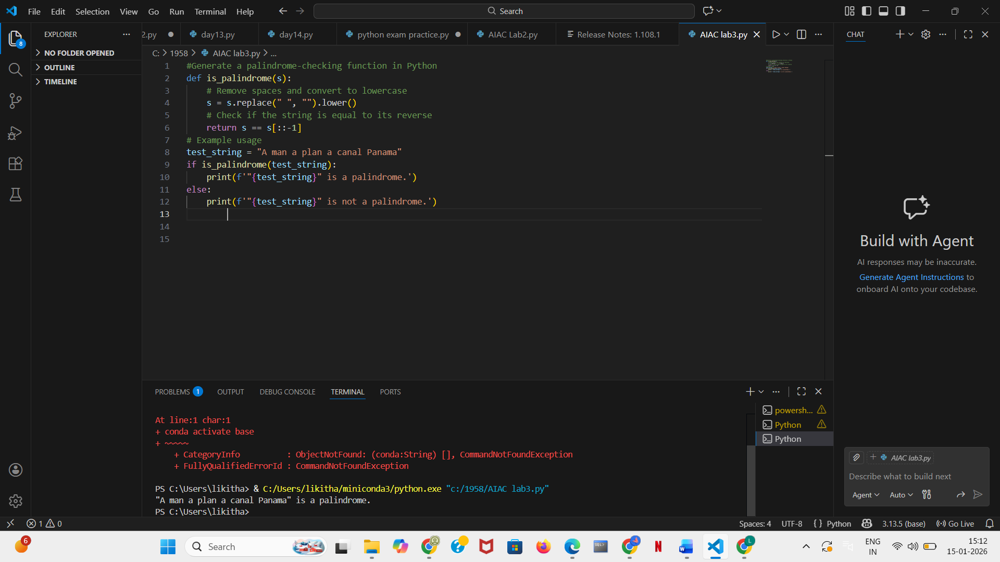 File Edit Selection View Go Run Terminal Help
Search
EXPLORER
8
NO FOLDER OPENED
OUTLINE
TIMELINE
2.py
day13.py
day14.py
python exam practice.py
AIAC Lab2.py
Release Notes: 1.108.1
AIAC lab3.py
C: > 1958 > AIAC lab3.py > ...
1 #Generate a palindrome-checking function in Python
2 def is_palindrome(s):
3     # Remove spaces and convert to lowercase
4     s = s.replace(" ", "").lower()
5     # Check if the string is equal to its reverse
6     return s == s[::-1]
7 # Example usage
8 test_string = "A man a plan a canal Panama"
9 if is_palindrome(test_string):
10     print(f'"{test_string}" is a palindrome.')
11 else:
12     print(f'"{test_string}" is not a palindrome.')
13
14
15
CHAT
Build with Agent
AI responses may be inaccurate.
Generate Agent Instructions to
onboard AI onto your codebase.
AIAC lab3.py
Describe what to build next
Agent Auto
PROBLEMS 1 OUTPUT DEBUG CONSOLE TERMINAL PORTS
At line:1 char:1
+ conda activate base
+ ~~~~~
    + CategoryInfo          : ObjectNotFound: (conda:String) [], CommandNotFoundException
    + FullyQualifiedErrorId : CommandNotFoundException
PS C:\Users\likitha> & C:/Users/likitha/miniconda3/python.exe "c:/1958/AIAC lab3.py"
"A man a plan a canal Panama" is a palindrome.
PS C:\Users\likitha>
powersh...
Python
Python
1 0
Spaces: 4 UTF-8 { } Python 3.13.5 (base) Go Live
6
Search
SQL>
N
W
L
ENG
IN
15:12
15-01-2026